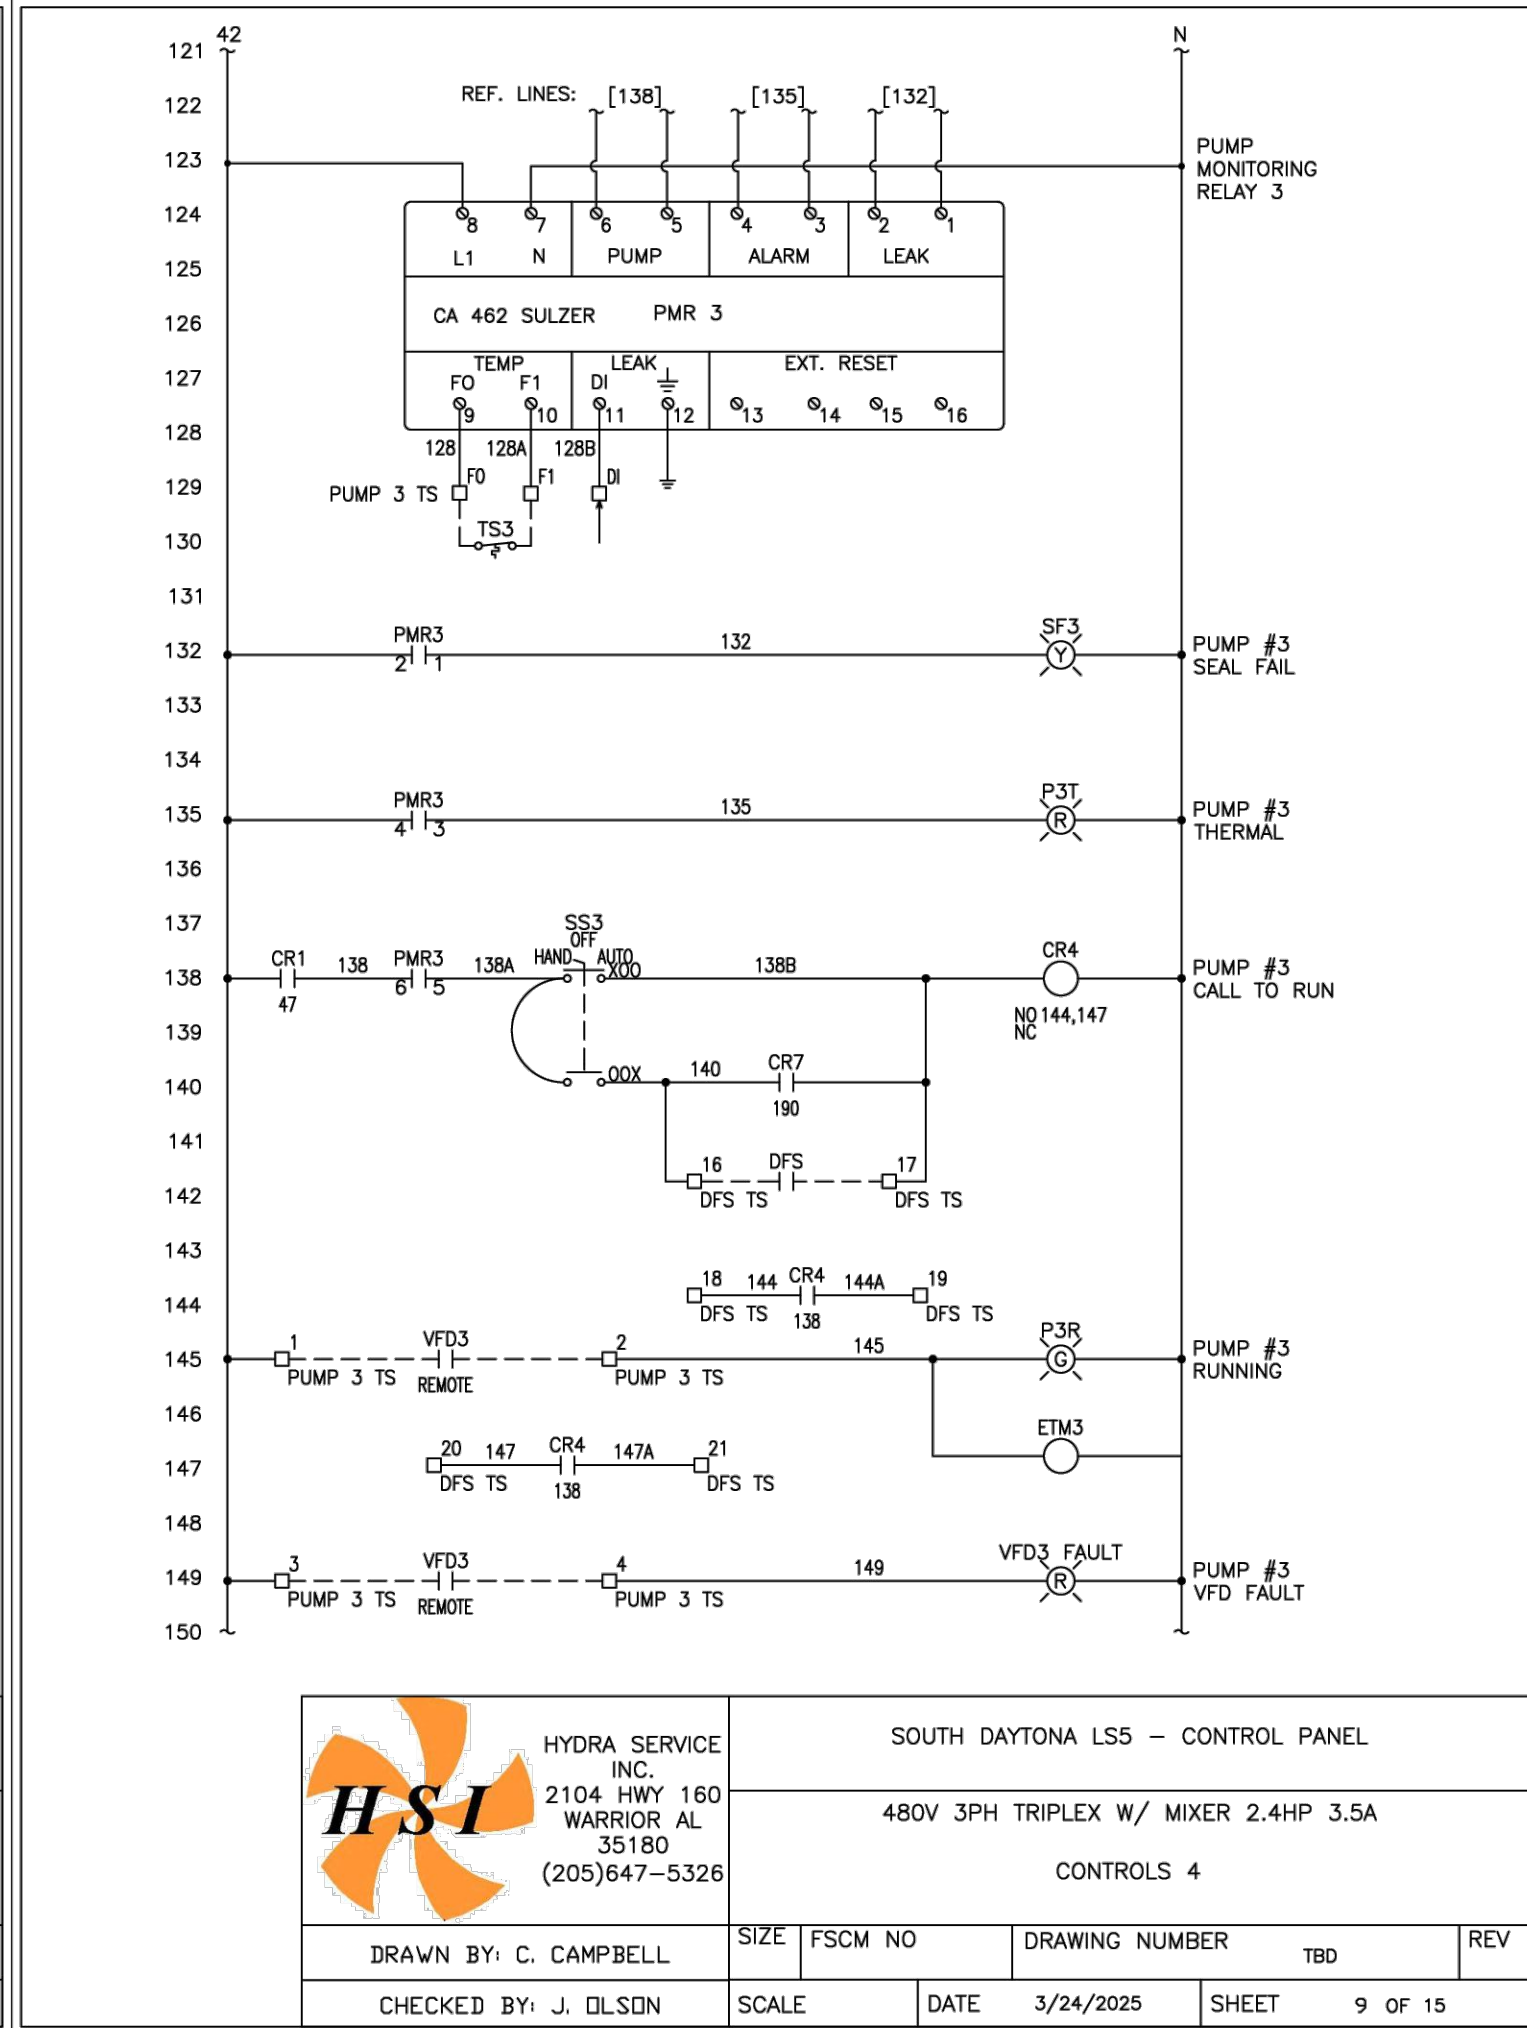 42
N
121
122
REF. LINES: [138] [135] [132]
123
PUMP
MONITORING
RELAY 3
124
8 7 6 5 4 3 2 1
L1 N PUMP ALARM LEAK
125
CA 462 SULZER PMR 3
126
TEMP LEAK EXT. RESET
127
FO F1 DI
9 10 11 12 13 14 15 16
128
128 128A 128B
F0 F1 DI
129
PUMP 3 TS
TS3
130
131
PMR3 132 SF3
132
2 1 Y
PUMP #3
SEAL FAIL
133
134
PMR3 135 P3T
135
4 3 R
PUMP #3
THERMAL
136
137
SS3
OFF
HAND AUTO
XOO
CR1 138 PMR3 138A 138B CR4
138
47 6 5
PUMP #3
CALL TO RUN
NO 144,147
NC
139
140
OOX 140 CR7
190
141
16 DFS 17
142
DFS TS DFS TS
143
18 144 CR4 144A 19
144
DFS TS 138 DFS TS
1 VFD3 2 145 P3R
145
G
PUMP 3 TS REMOTE PUMP 3 TS
PUMP #3
RUNNING
146
ETM3
20 147 CR4 147A 21
147
DFS TS 138 DFS TS
148
3 VFD3 4 149 VFD3 FAULT
149
R
PUMP 3 TS REMOTE PUMP 3 TS
PUMP #3
VFD FAULT
150
HSI
HYDRA SERVICE
INC.
2104 HWY 160
WARRIOR AL
35180
(205)647-5326
SOUTH DAYTONA LS5 - CONTROL PANEL
480V 3PH TRIPLEX W/ MIXER 2.4HP 3.5A
CONTROLS 4
DRAWN BY: C. CAMPBELL
CHECKED BY: J. OLSON
SIZE FSCM NO DRAWING NUMBER TBD REV
SCALE DATE 3/24/2025 SHEET 9 OF 15